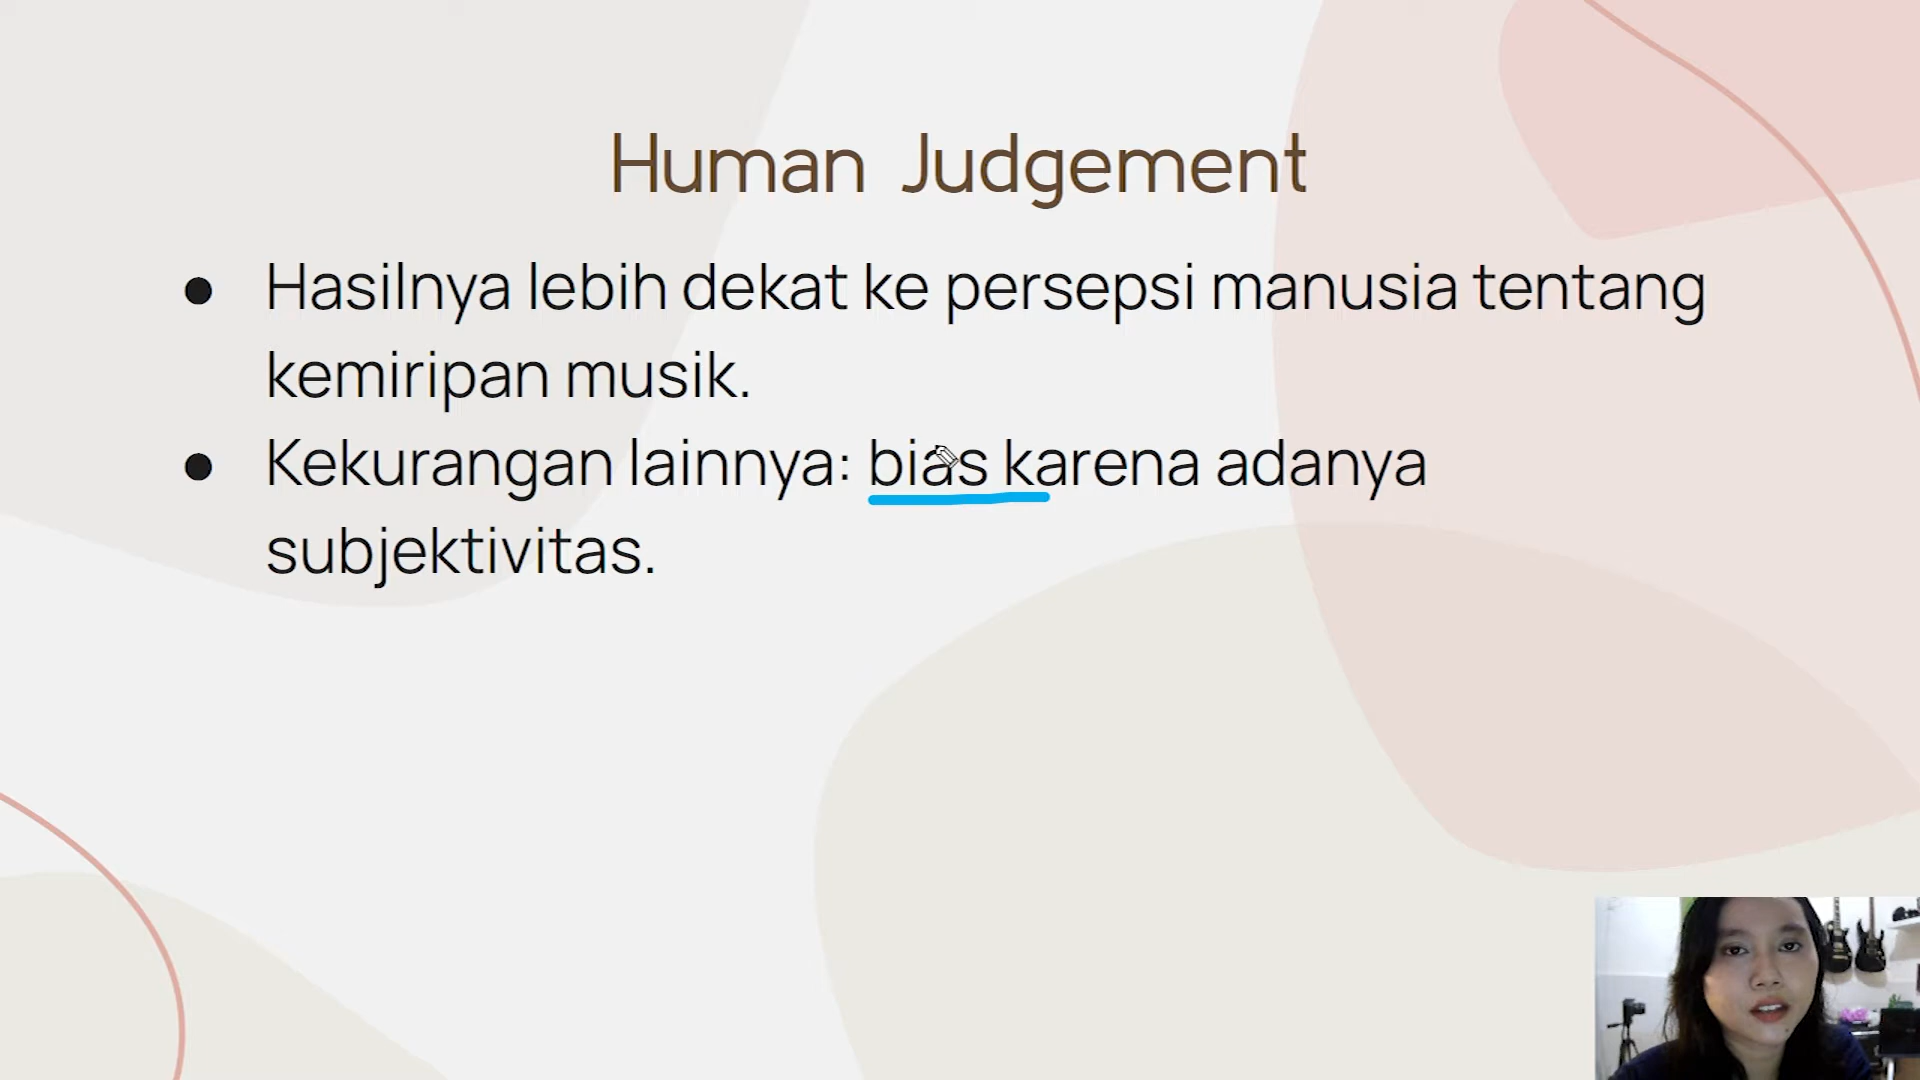 Human Judgement
● Hasilnya lebih dekat ke persepsi manusia tentang
kemiripan musik.
● Kekurangan lainnya: bias karena adanya
subjektivitas.